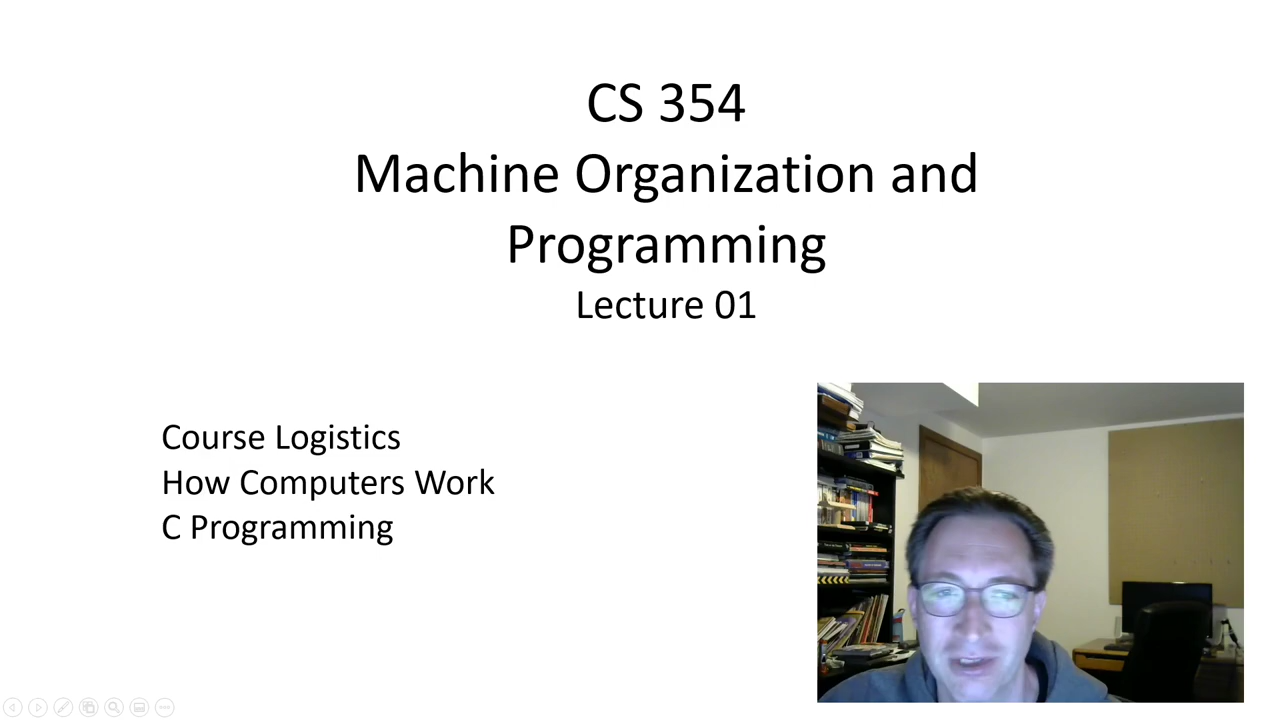 CS 354
Machine Organization and
Programming
Lecture 01
Course Logistics
How Computers Work
C Programming